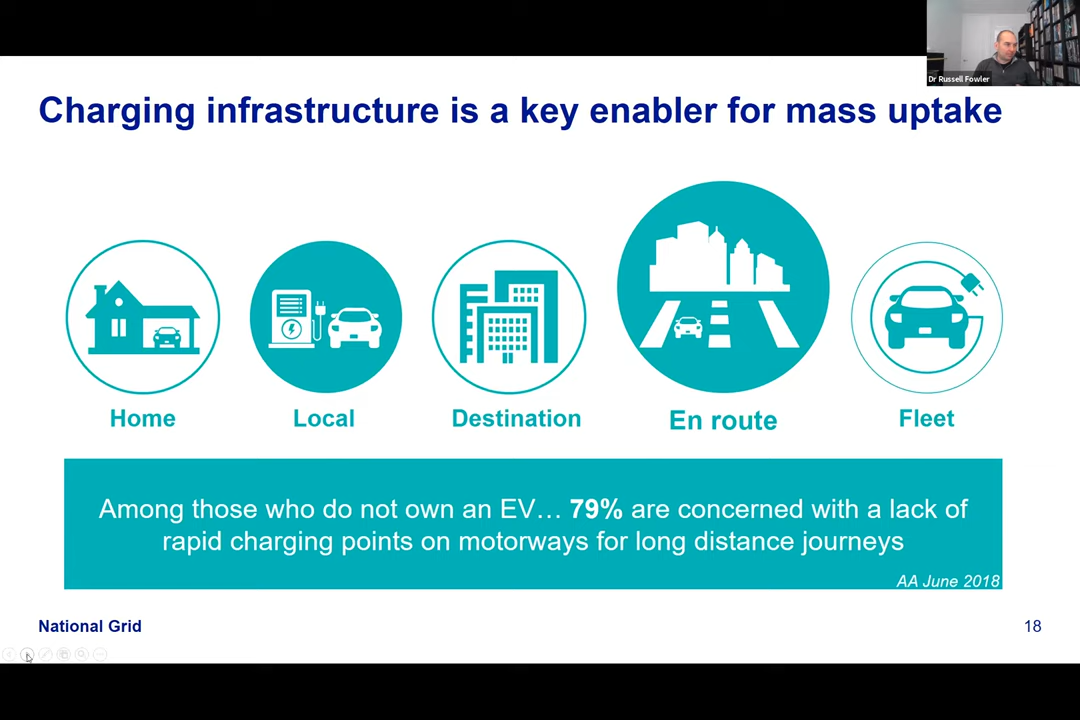 Dr Russell Fowler
Charging infrastructure is a key enabler for mass uptake
Home
Local
Destination
En route
Fleet
Among those who do not own an EV… 79% are concerned with a lack of
rapid charging points on motorways for long distance journeys
AA June 2018
National Grid
18